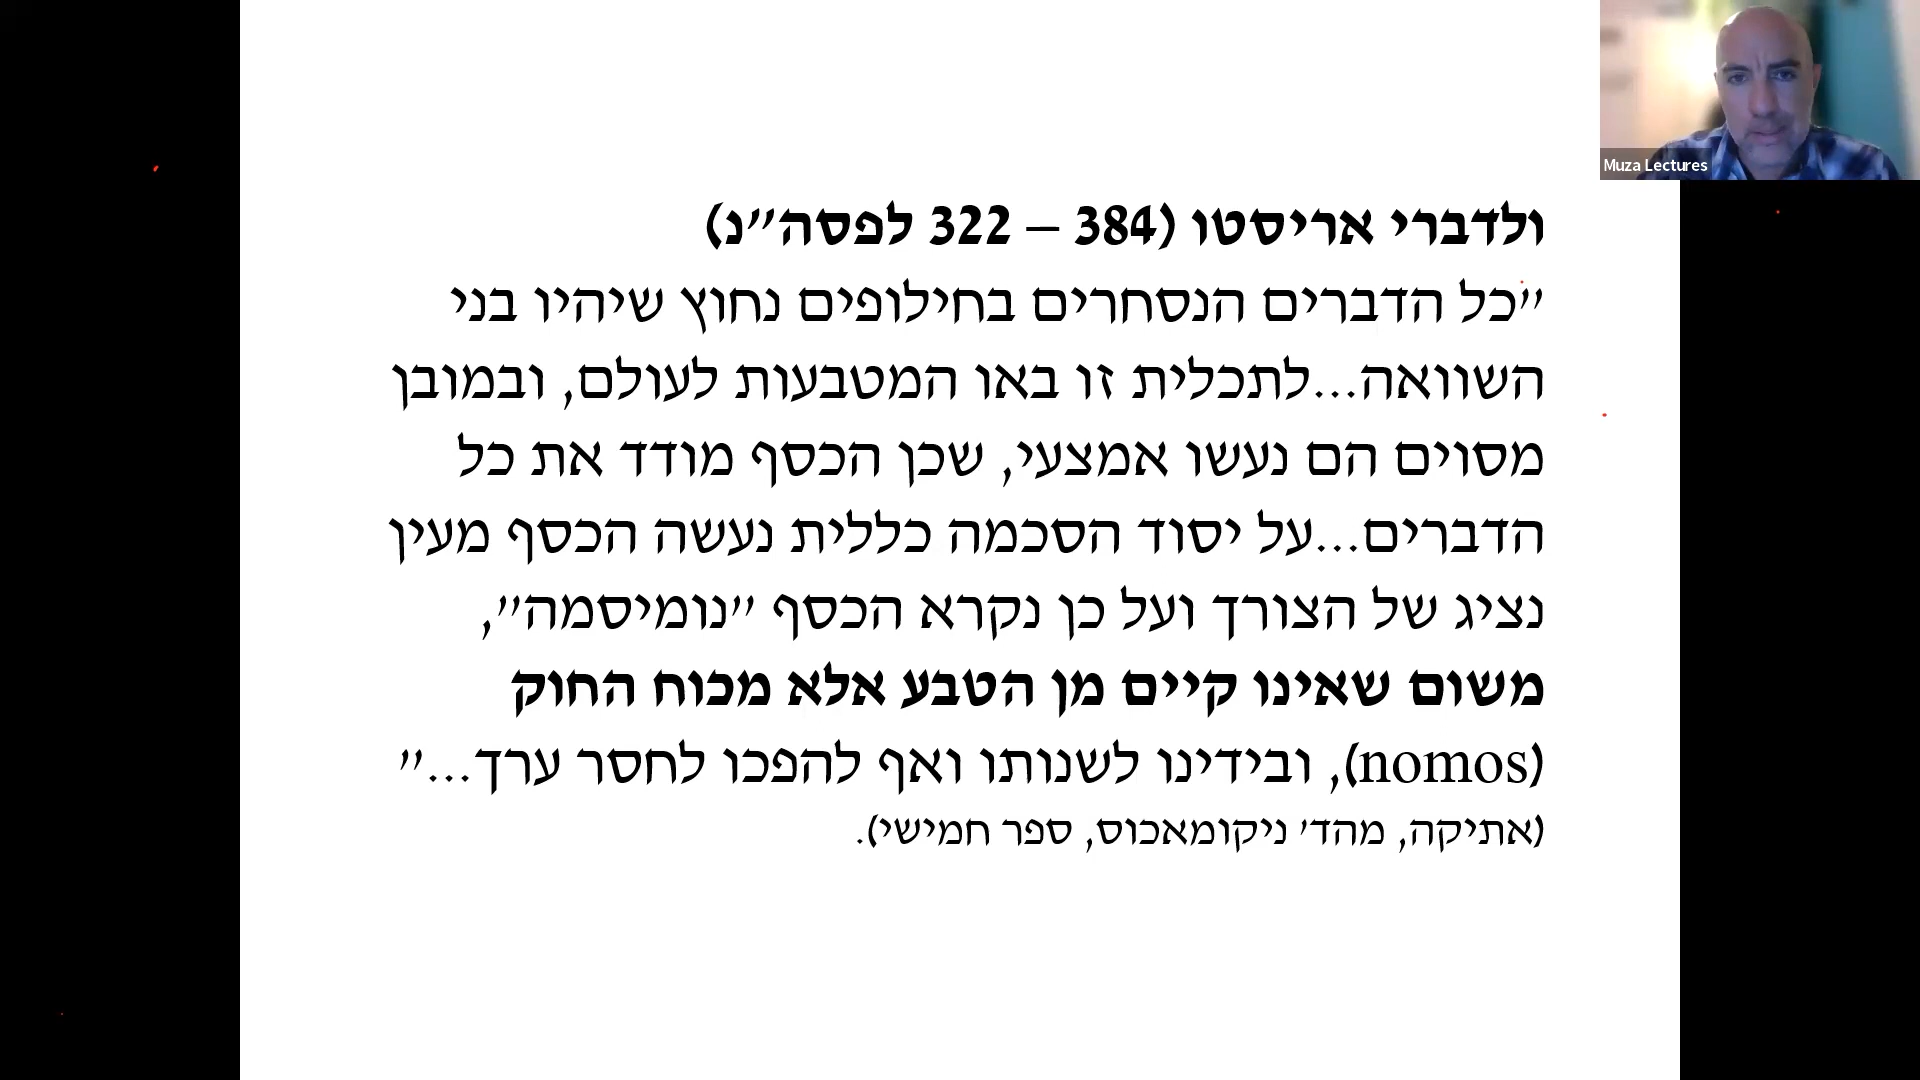 Muza Lectures
ולדברי אריסטו (384 – 322 לפסה״נ)
״כל הדברים הנסחרים בחילופים נחוץ שיהיו בני
השוואה...לתכלית זו באו המטבעות לעולם, ובמובן
מסוים הם נעשו אמצעי, שכן הכסף מודד את כל
הדברים...על יסוד הסכמה כללית נעשה הכסף מעין
נציג של הצורך ועל כן נקרא הכסף ״נומיסמה״,
משום שאינו קיים מן הטבע אלא מכוח החוק
(nomos), ובידינו לשנותו ואף להפכו לחסר ערך...״
(אתיקה, מהד׳ ניקומאכוס, ספר חמישי).